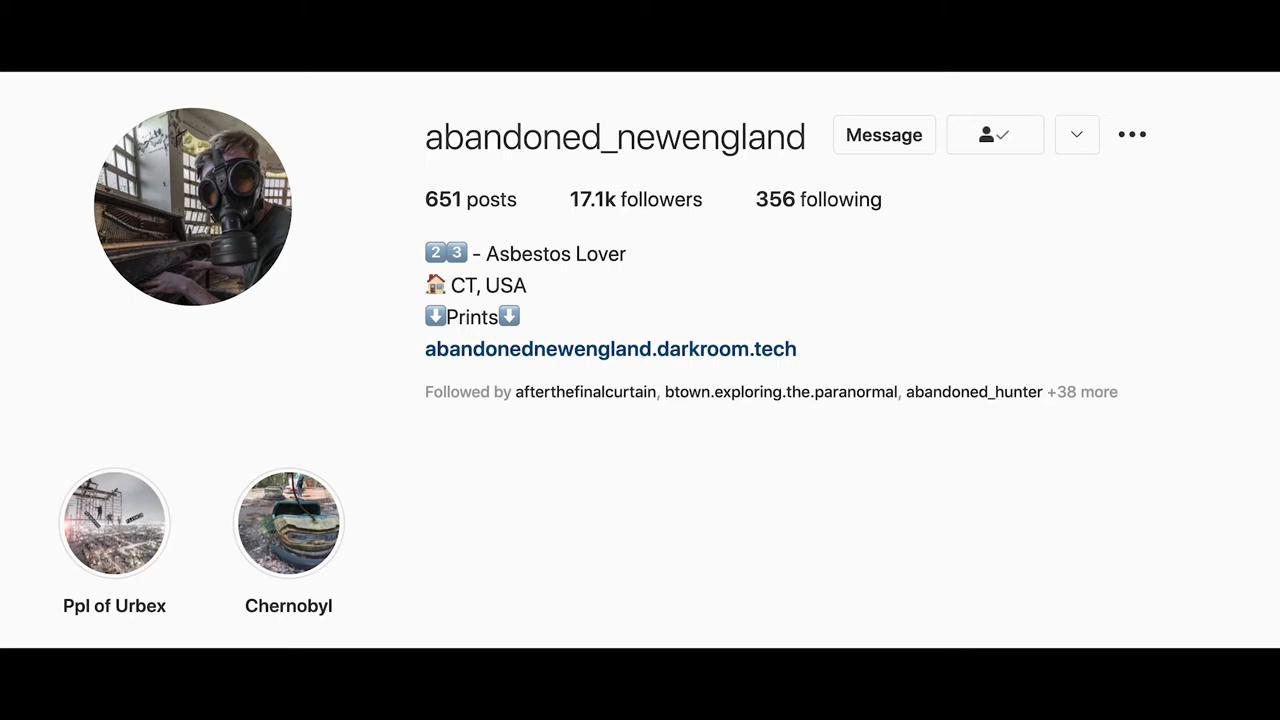 abandoned_newengland Message
651 posts 17.1k followers 356 following
2️⃣3️⃣ - Asbestos Lover
🏠 CT, USA
⬇️Prints⬇️
abandonednewengland.darkroom.tech
Followed by afterthefinalcurtain, btown.exploring.the.paranormal, abandoned_hunter +38 more
Ppl of Urbex Chernobyl